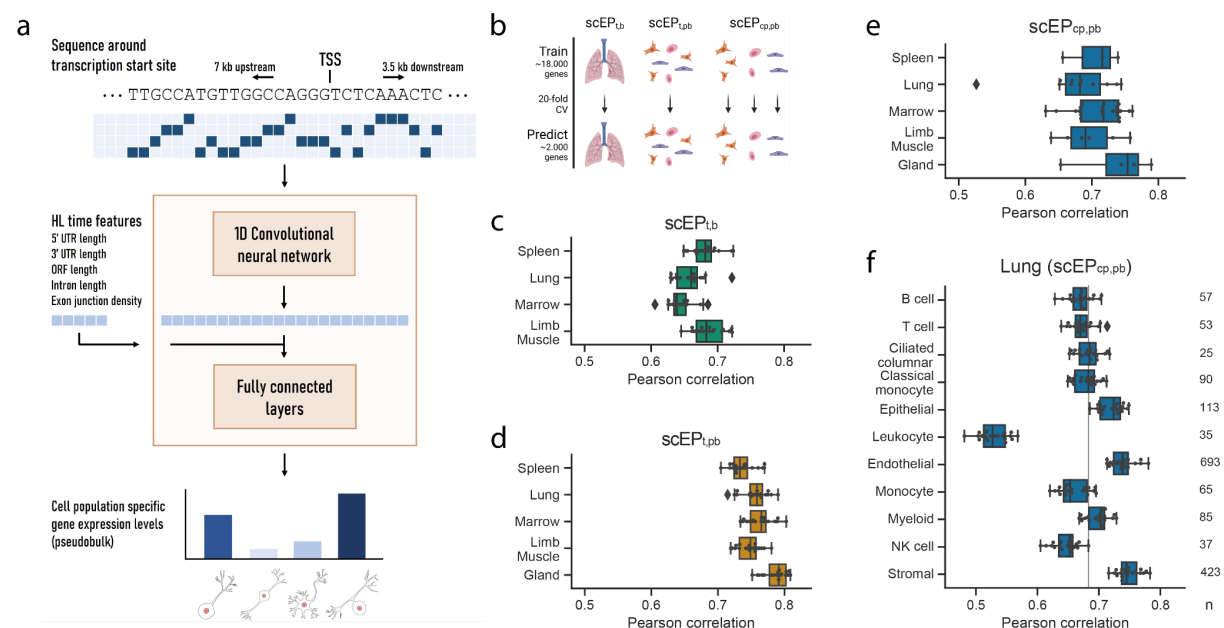 a
Sequence around
transcription start site
7 kb upstream
TSS
3.5 kb downstream
··· TTGCCATGTTGGCCAGGGTCTCAAACTC ···
HL time features
5' UTR length
3' UTR length
ORF length
Intron length
Exon junction density
1D Convolutional
neural network
Fully connected
layers
Cell population specific
gene expression levels
(pseudobulk)
b
scEPt,b
scEPt,pb
scEPcp,pb
Train
~18.000
genes
20-fold
CV
Predict
~2.000
genes
c
scEPt,b
Spleen
Lung
Marrow
Limb
Muscle
0.5 0.6 0.7 0.8
Pearson correlation
d
scEPt,pb
Spleen
Lung
Marrow
Limb
Muscle
Gland
0.5 0.6 0.7 0.8
Pearson correlation
e
scEPcp,pb
Spleen
Lung
Marrow
Limb
Muscle
Gland
0.5 0.6 0.7 0.8
Pearson correlation
f
Lung (scEPcp,pb)
B cell 57
T cell 53
Ciliated
columnar 25
Classical
monocyte 90
Epithelial 113
Leukocyte 35
Endothelial 693
Monocyte 65
Myeloid 85
NK cell 37
Stromal 423
0.5 0.6 0.7 0.8 n
Pearson correlation